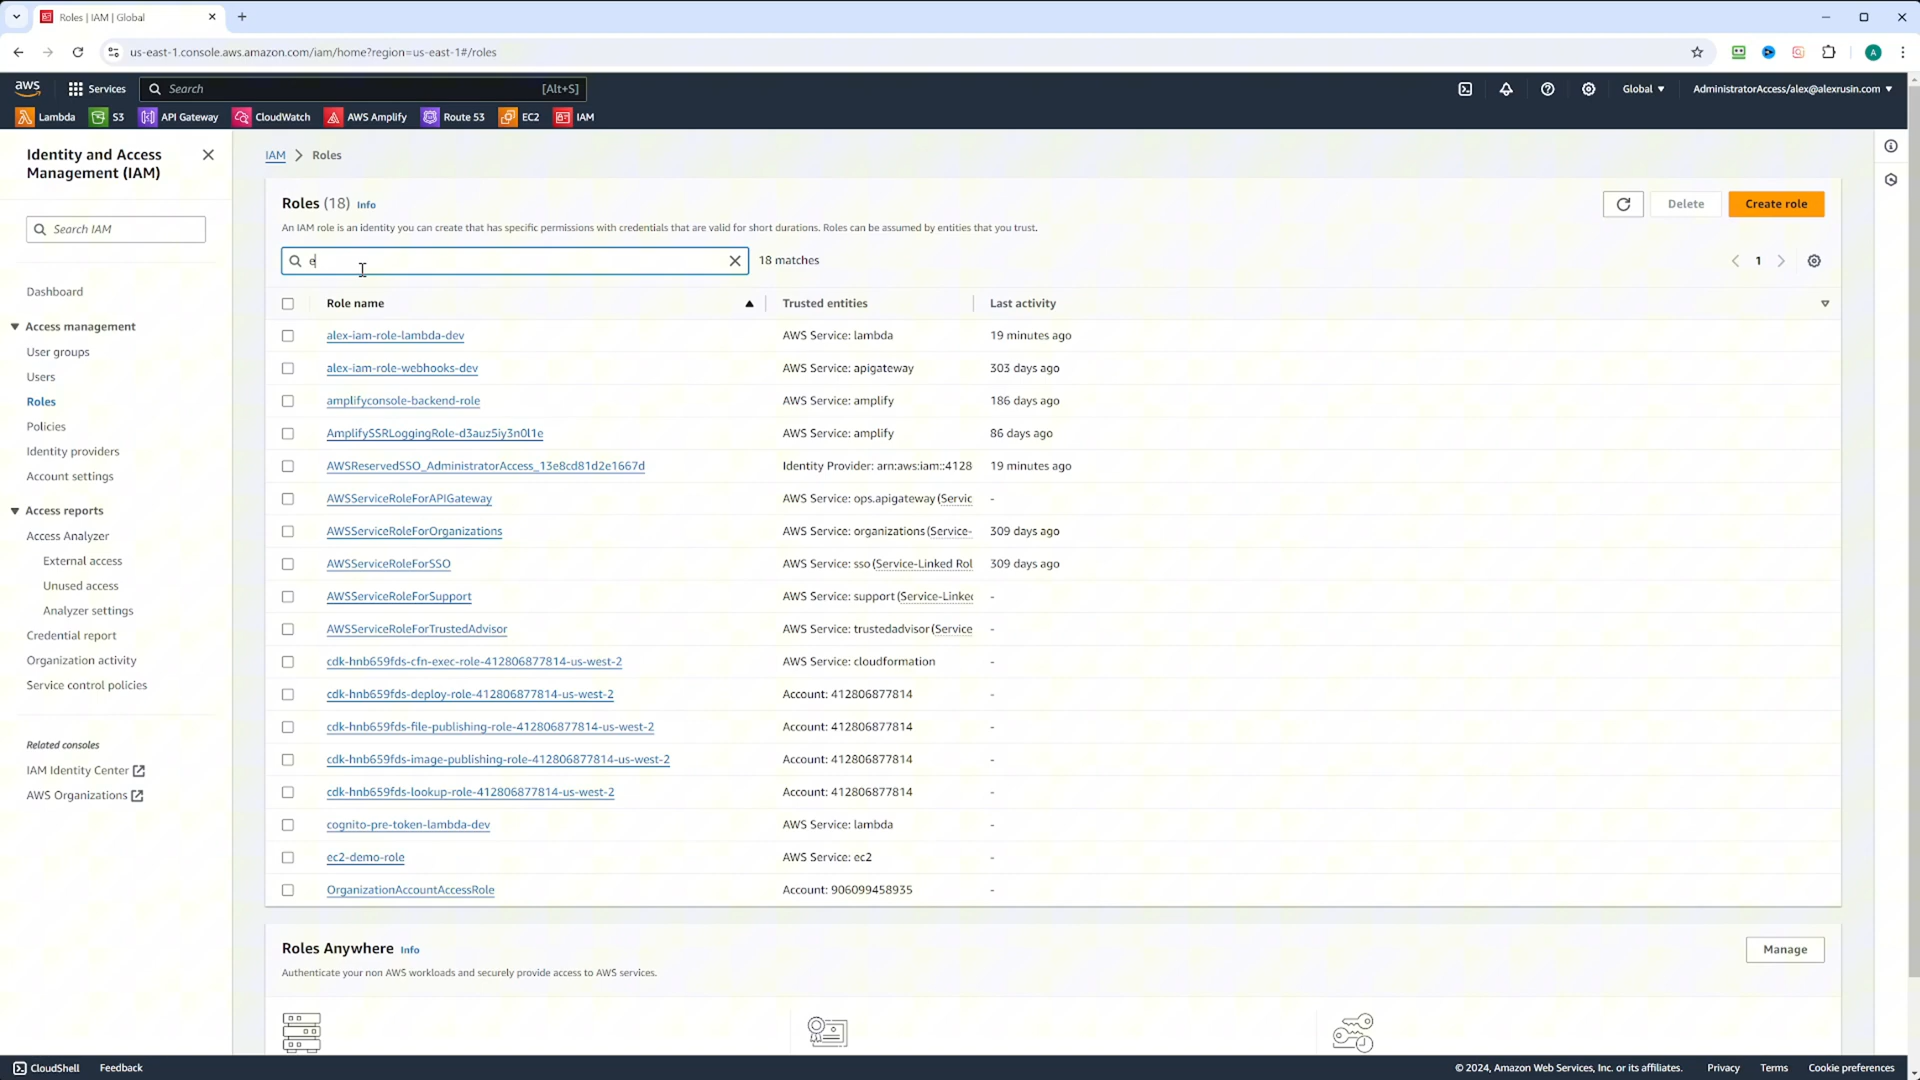 Roles | IAM | Global
us-east-1.console.aws.amazon.com/iam/home?region=us-east-1#/roles
A
aws
Services
Search
[Alt+S]
Global
AdministratorAccess/alex@alexrusin.com
Lambda
S3
API Gateway
CloudWatch
AWS Amplify
Route 53
EC2
IAM
Identity and Access
Management (IAM)
Search IAM
Dashboard
Access management
User groups
Users
Roles
Policies
Identity providers
Account settings
Access reports
Access Analyzer
External access
Unused access
Analyzer settings
Credential report
Organization activity
Service control policies
Related consoles
IAM Identity Center
AWS Organizations
IAM
Roles
Roles (18) Info
Delete
Create role
An IAM role is an identity you can create that has specific permissions with credentials that are valid for short durations. Roles can be assumed by entities that you trust.
e
18 matches
1
Role name
Trusted entities
Last activity
alex-iam-role-lambda-dev AWS Service: lambda 19 minutes ago
alex-iam-role-webhooks-dev AWS Service: apigateway 303 days ago
amplifyconsole-backend-role AWS Service: amplify 186 days ago
AmplifySSRLoggingRole-d3auz5iy3n0l1e AWS Service: amplify 86 days ago
AWSReservedSSO_AdministratorAccess_13e8cd81d2e1667d Identity Provider: arn:aws:iam::4128 19 minutes ago
AWSServiceRoleForAPIGateway AWS Service: ops.apigateway (Servic -
AWSServiceRoleForOrganizations AWS Service: organizations (Service- 309 days ago
AWSServiceRoleForSSO AWS Service: sso (Service-Linked Rol 309 days ago
AWSServiceRoleForSupport AWS Service: support (Service-Linked -
AWSServiceRoleForTrustedAdvisor AWS Service: trustedadvisor (Service -
cdk-hnb659fds-cfn-exec-role-412806877814-us-west-2 AWS Service: cloudformation -
cdk-hnb659fds-deploy-role-412806877814-us-west-2 Account: 412806877814 -
cdk-hnb659fds-file-publishing-role-412806877814-us-west-2 Account: 412806877814 -
cdk-hnb659fds-image-publishing-role-412806877814-us-west-2 Account: 412806877814 -
cdk-hnb659fds-lookup-role-412806877814-us-west-2 Account: 412806877814 -
cognito-pre-token-lambda-dev AWS Service: lambda -
ec2-demo-role AWS Service: ec2 -
OrganizationAccountAccessRole Account: 906099458935 -
Roles Anywhere Info
Manage
Authenticate your non AWS workloads and securely provide access to AWS services.
CloudShell
Feedback
© 2024, Amazon Web Services, Inc. or its affiliates.
Privacy
Terms
Cookie preferences